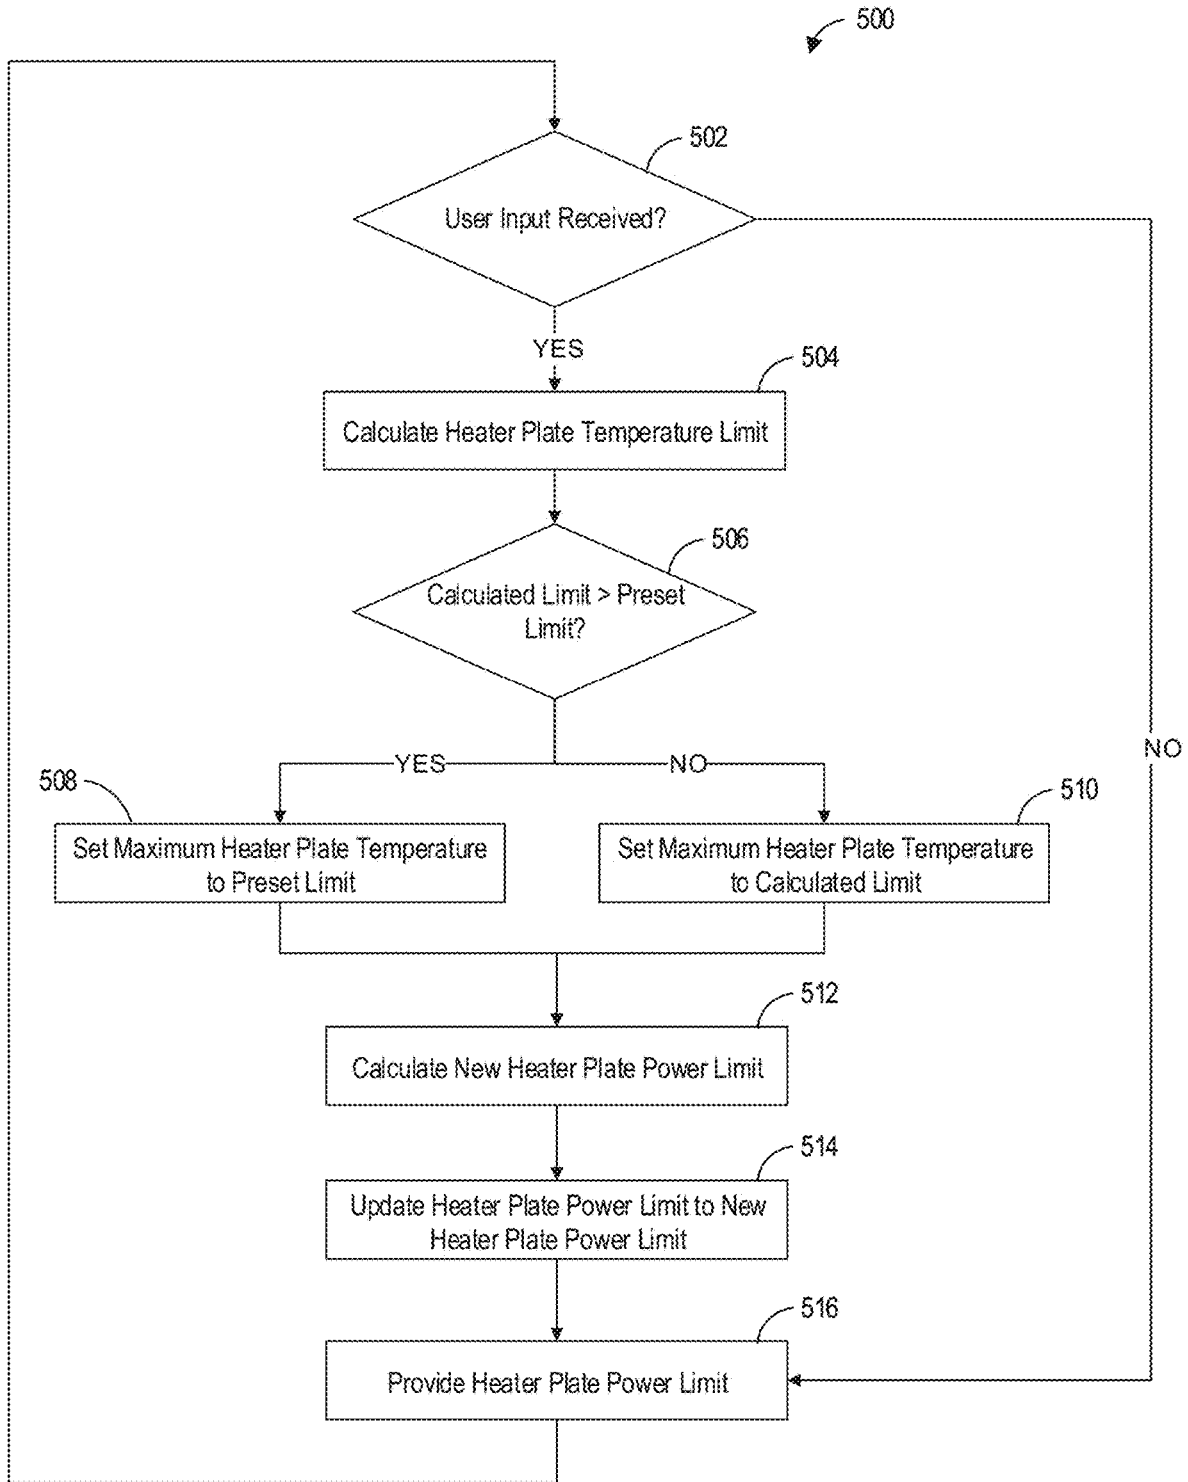 500
502
User Input Received?
YES
504
Calculate Heater Plate Temperature Limit
506
Calculated Limit > Preset
Limit?
YES
NO
NO
508
510
Set Maximum Heater Plate Temperature
to Preset Limit
Set Maximum Heater Plate Temperature
to Calculated Limit
512
Calculate New Heater Plate Power Limit
514
Update Heater Plate Power Limit to New
Heater Plate Power Limit
516
Provide Heater Plate Power Limit